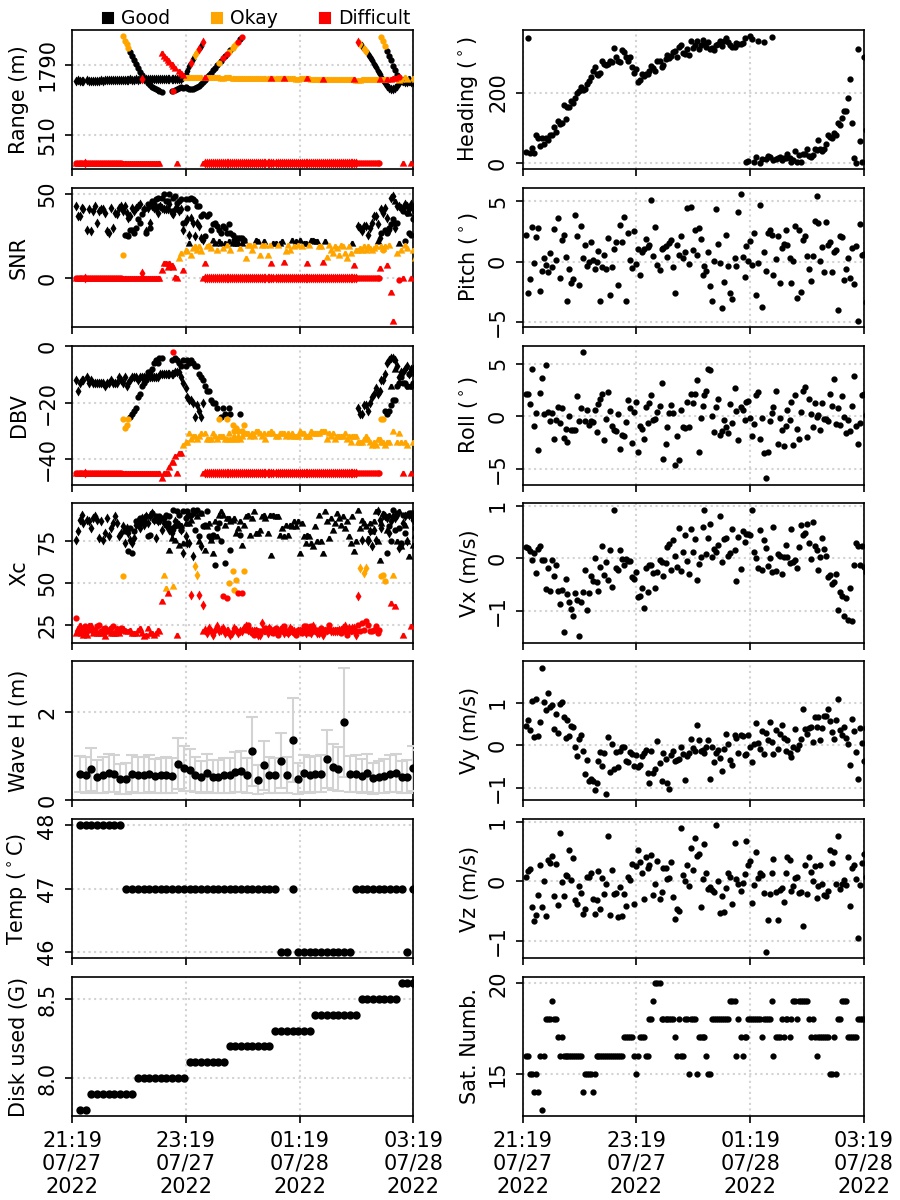 Good Okay Difficult
Range (m)
1790
510
Heading (°)
200
0
SNR
50
0
Pitch (°)
5
0
−5
DBV
0
−20
−40
Roll (°)
5
0
−5
Xc
75
50
25
Vx (m/s)
1
0
−1
Wave H (m)
2
0
Vy (m/s)
1
0
−1
Temp (°C)
48
47
46
Vz (m/s)
1
0
−1
Disk used (G)
8.5
8.0
Sat. Numb.
20
15
21:19 23:19 01:19 03:19
07/27 07/27 07/28 07/28
2022 2022 2022 2022
21:19 23:19 01:19 03:19
07/27 07/27 07/28 07/28
2022 2022 2022 2022